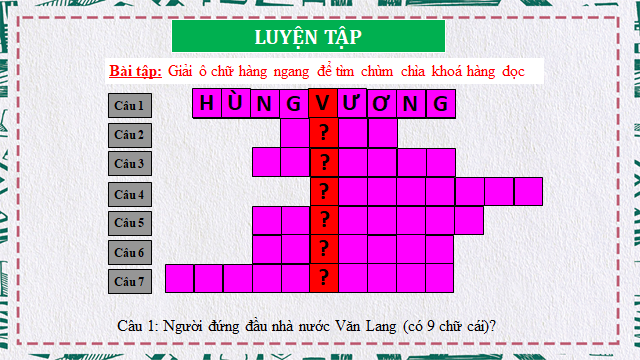 LUYỆN TẬP
Bài tập: Giải ô chữ hàng ngang để tìm chùm chìa khoá hàng dọc
Câu 1 H Ù N G V Ư Ơ N G
Câu 2 ?
Câu 3 ?
Câu 4 ?
Câu 5 ?
Câu 6 ?
Câu 7 ?
Câu 1: Người đứng đầu nhà nước Văn Lang (có 9 chữ cái)?